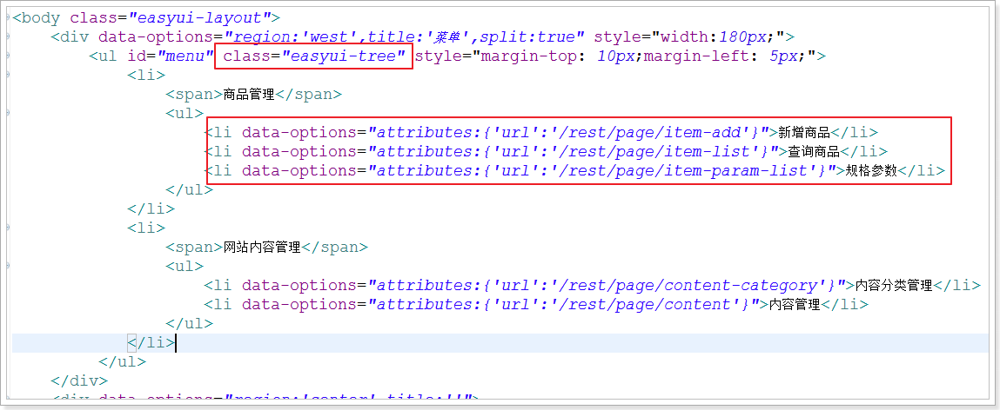 <body class="easyui-layout">
<div data-options="region:'west',title:'菜单',split:true" style="width:180px;">
<ul id="menu" class="easyui-tree" style="margin-top: 10px;margin-left: 5px;">
<li>
<span>商品管理</span>
<ul>
<li data-options="attributes:{'url':'/rest/page/item-add'}">新增商品</li>
<li data-options="attributes:{'url':'/rest/page/item-list'}">查询商品</li>
<li data-options="attributes:{'url':'/rest/page/item-param-list'}">规格参数</li>
</ul>
</li>
<li>
<span>网站内容管理</span>
<ul>
<li data-options="attributes:{'url':'/rest/page/content-category'}">内容分类管理</li>
<li data-options="attributes:{'url':'/rest/page/content'}">内容管理</li>
</ul>
</li>
</ul>
</div>
<div data-options="region:'center',title:''">